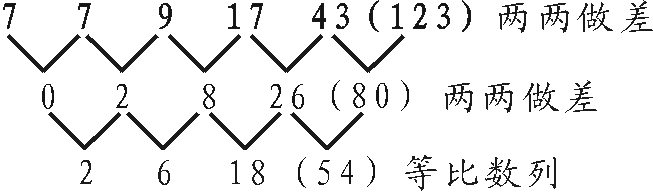 7 7 9 17 43 (123) 两两做差
0 2 8 26 (80) 两两做差
2 6 18 (54) 等比数列